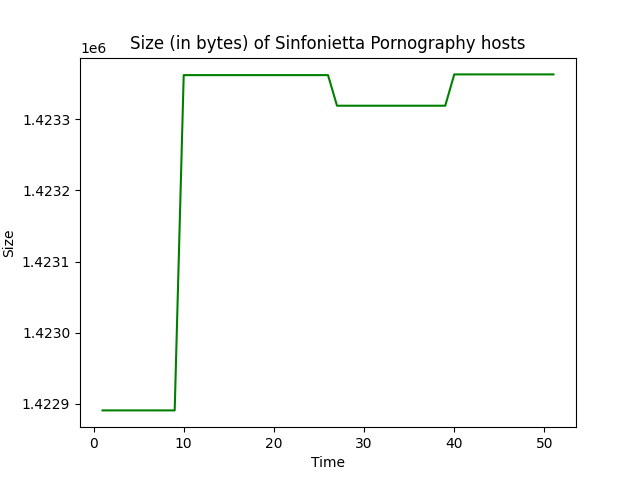 Size (in bytes) of Sinfonietta Pornography hosts
1e6
1.4233
1.4232
1.4231
1.4230
1.4229
Size
0 10 20 30 40 50
Time